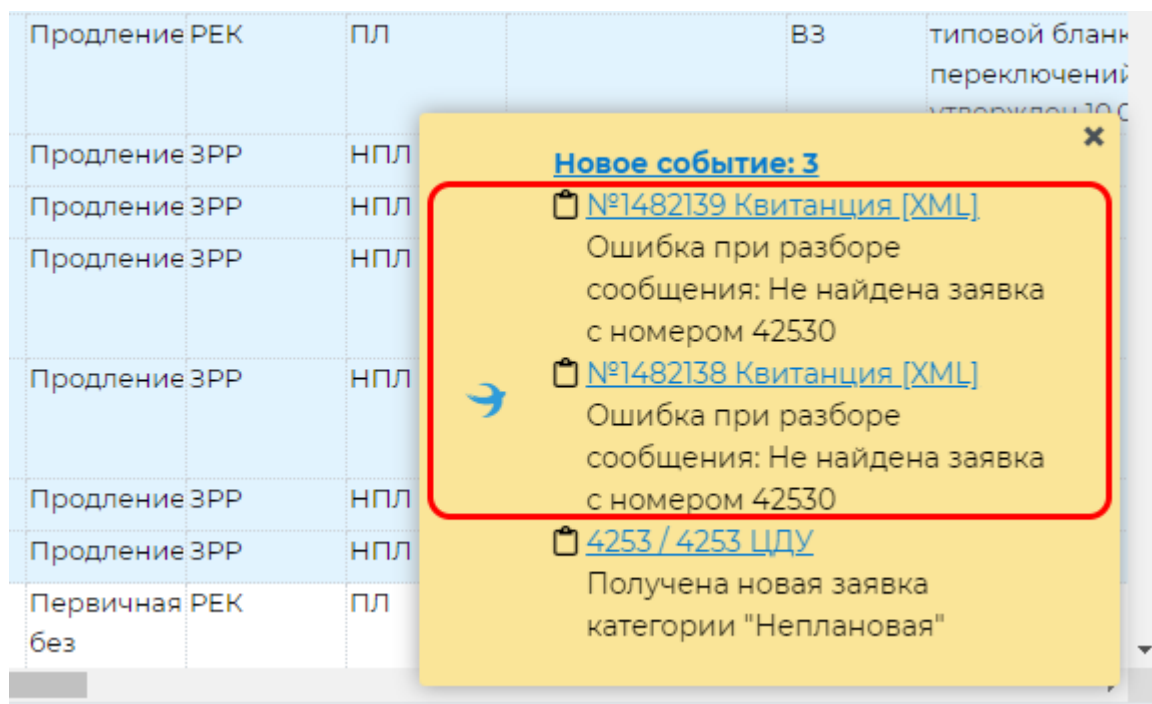 Продление РЕК ПЛ ВЗ типовой бланк
переключений
утвержден 10.0
Продление ЗРР НПЛ
Продление ЗРР НПЛ
Продление ЗРР НПЛ
Продление ЗРР НПЛ
Продление ЗРР НПЛ
Продление ЗРР НПЛ
Первичная РЕК ПЛ
без
Новое событие: 3
№1482139 Квитанция [XML]
Ошибка при разборе
сообщения: Не найдена заявка
с номером 42530
№1482138 Квитанция [XML]
Ошибка при разборе
сообщения: Не найдена заявка
с номером 42530
4253 / 4253 ЦДУ
Получена новая заявка
категории "Неплановая"